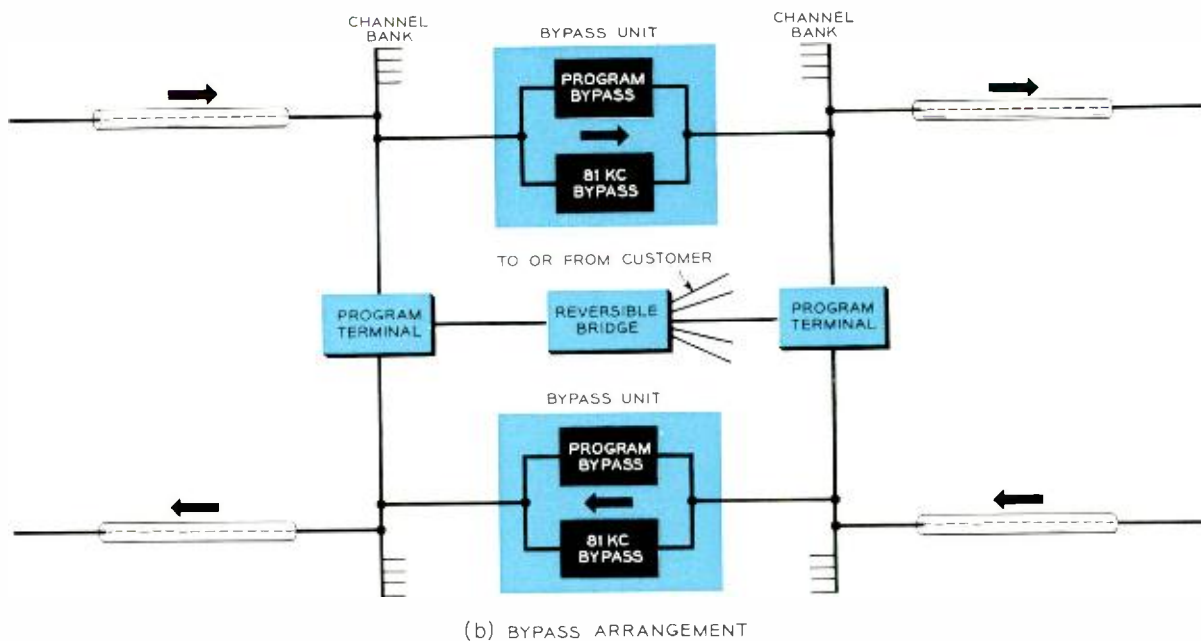 CHANNEL
BANK
BYPASS UNIT
CHANNEL
BANK
PROGRAM
BYPASS
81 KC
BYPASS
TO OR FROM CUSTOMER
PROGRAM
TERMINAL
REVERSIBLE
BRIDGE
PROGRAM
TERMINAL
BYPASS UNIT
PROGRAM
BYPASS
81 KC
BYPASS
(b) BYPASS ARRANGEMENT